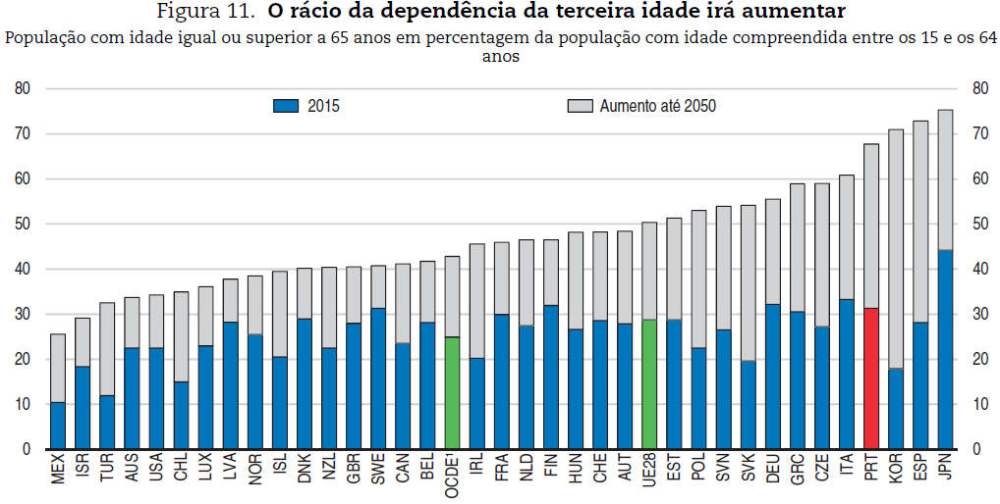 Figura 11. O rácio da dependência da terceira idade irá aumentar
População com idade igual ou superior a 65 anos em percentagem da população com idade compreendida entre os 15 e os 64
anos
80 80
2015 Aumento até 2050
70 70
60 60
50 50
40 40
30 30
20 20
10 10
0 0
MEX ISR TUR AUS USA CHL LUX LVA NOR ISL DNK NZL GBR SWE CAN BEL OCDE¹ IRL FRA NLD FIN HUN CHE AUT UE28 EST POL SVN SVK DEU GRC CZE ITA PRT KOR ESP JPN